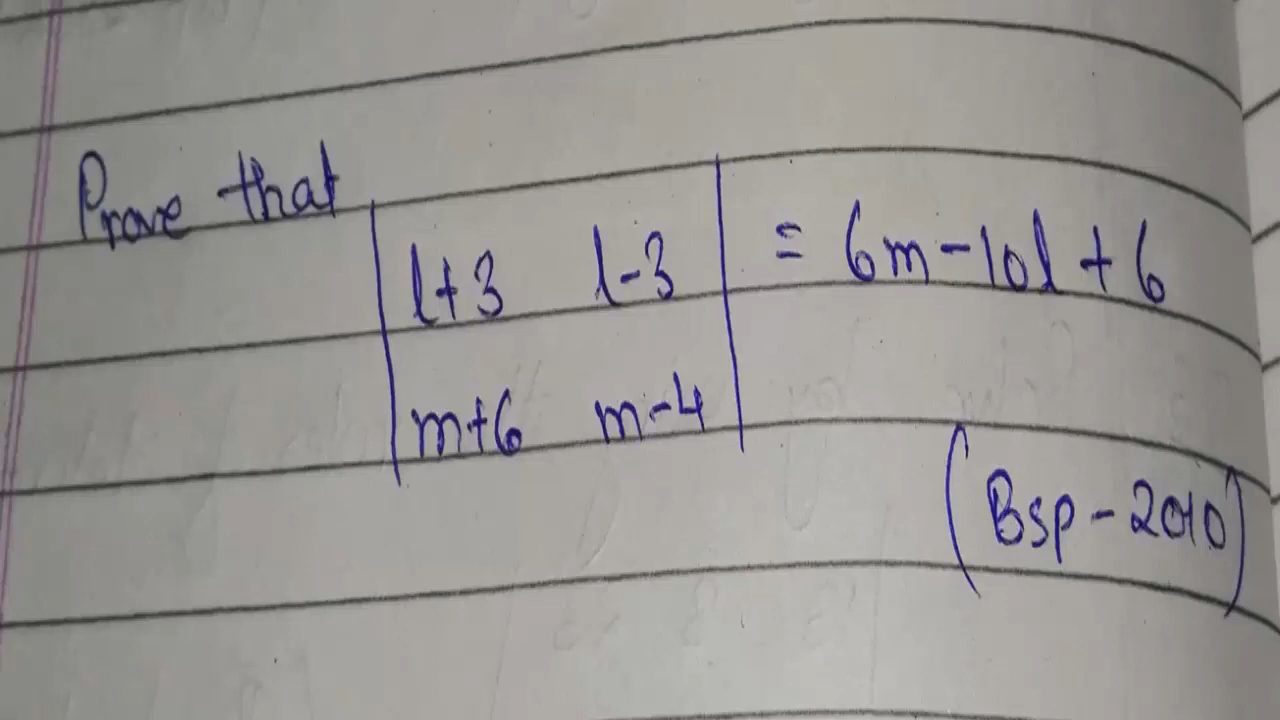 Prove that
| l+3 l-3 | = 6m-10l+6
| m+6 m-4 |
(Bsp-2010)